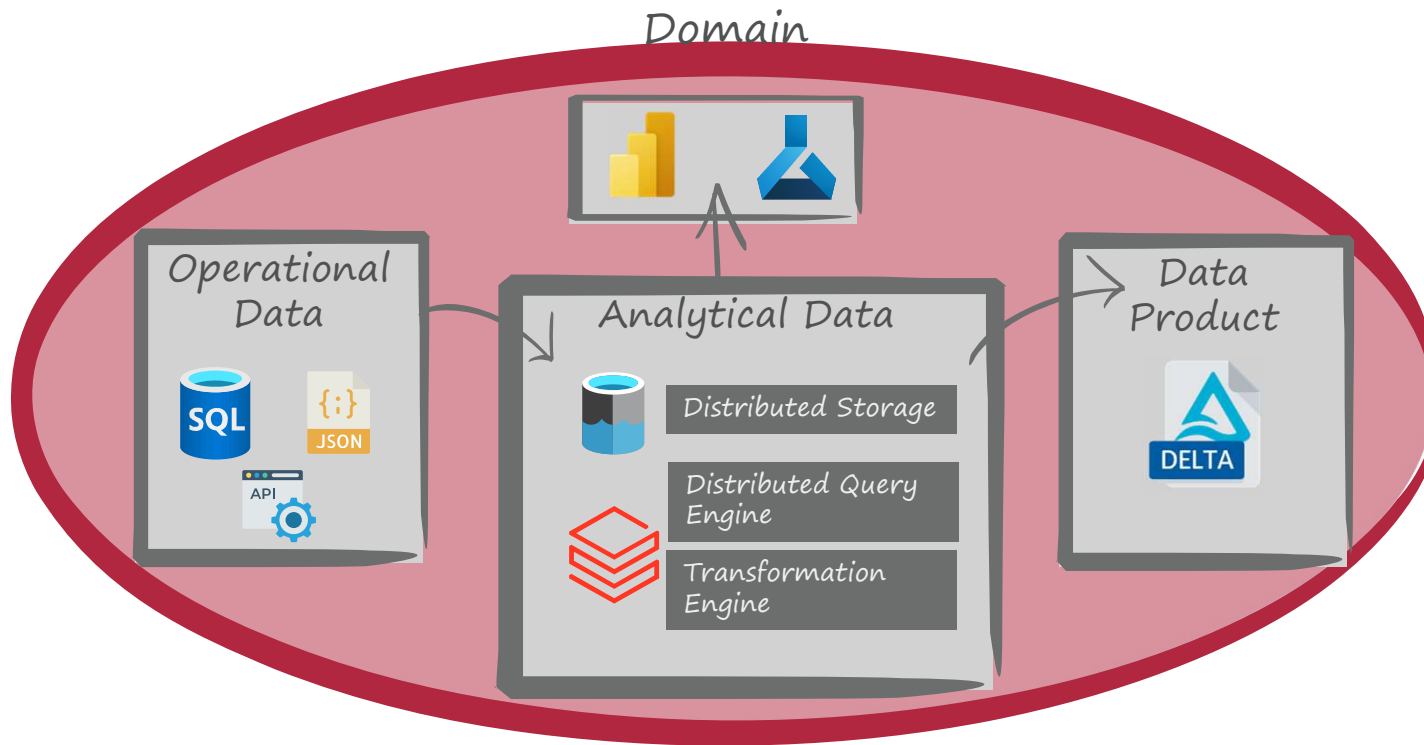 Domain
Operational
Data
SQL
{;}
JSON
API
Analytical Data
Distributed Storage
Distributed Query
Engine
Transformation
Engine
Data
Product
DELTA